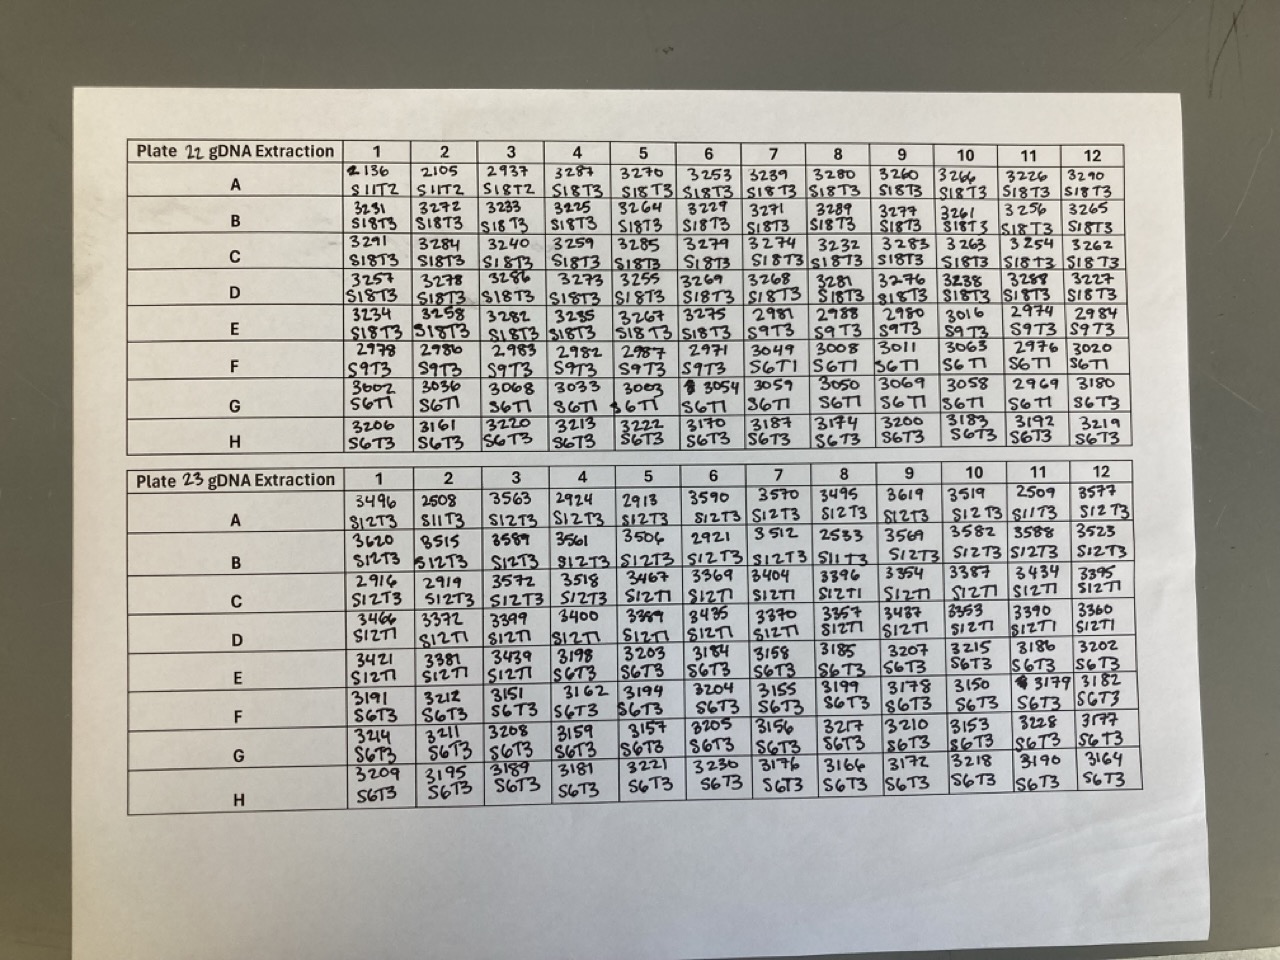 Plate 22 gDNA Extraction 1 2 3 4 5 6 7 8 9 10 11 12
2136 2105 2937 3287 3270 3253 3239 3280 3260 3266 3226 3290
A
S11T2 S11T2 S18T2 S18T3 S18T3 S18T3 S18T3 S18T3 S18T3 S18T3 S18T3 S18T3
3231 3272 3233 3225 3264 3229 3271 3289 3277 3261 3256 3265
B
S18T3 S18T3 S18T3 S18T3 S18T3 S18T3 S18T3 S18T3 S18T3 S18T3 S18T3 S18T3
3291 3284 3240 3259 3285 3279 3274 3232 3283 3263 3254 3262
C
S18T3 S18T3 S18T3 S18T3 S18T3 S18T3 S18T3 S18T3 S18T3 S18T3 S18T3 S18T3
3257 3278 3286 3273 3255 3269 3268 3281 3276 3238 3288 3227
D
S18T3 S18T3 S18T3 S18T3 S18T3 S18T3 S18T3 S18T3 S18T3 S18T3 S18T3 S18T3
3234 3258 3282 3235 3267 3275 2981 2988 2980 3016 2974 2984
E
S18T3 S18T3 S18T3 S18T3 S18T3 S18T3 S9T3 S9T3 S9T3 S9T3 S9T3 S9T3
2978 2986 2983 2982 2987 2971 3049 3008 3011 3063 2976 3020
F
S9T3 S9T3 S9T3 S9T3 S9T3 S9T3 S6T1 S6T1 S6T1 S6T1 S6T1 S6T1
3002 3036 3068 3033 3003 3054 3059 3050 3069 3058 2969 3180
G
S6T1 S6T1 S6T1 S6T1 S6T1 S6T1 S6T1 S6T1 S6T1 S6T1 S6T1 S6T3
3206 3161 3220 3213 3222 3170 3187 3174 3200 3183 3192 3219
H
S6T3 S6T3 S6T3 S6T3 S6T3 S6T3 S6T3 S6T3 S6T3 S6T3 S6T3 S6T3
Plate 23 gDNA Extraction 1 2 3 4 5 6 7 8 9 10 11 12
3496 2508 3563 2924 2913 3590 3570 3495 3619 3519 2509 3577
A
S12T3 S11T3 S12T3 S12T3 S12T3 S12T3 S12T3 S12T3 S12T3 S12T3 S11T3 S12T3
3620 3515 3589 3561 3506 2921 3512 2533 3569 3582 3588 3523
B
S12T3 S12T3 S12T3 S12T3 S12T3 S12T3 S12T3 S11T3 S12T3 S12T3 S12T3 S12T3
2916 2919 3572 3518 3467 3369 3404 3396 3354 3387 3434 3395
C
S12T3 S12T3 S12T3 S12T3 S12T1 S12T1 S12T1 S12T1 S12T1 S12T1 S12T1 S12T1
3466 3372 3399 3400 3389 3435 3370 3357 3437 3353 3390 3360
D
S12T1 S12T1 S12T1 S12T1 S12T1 S12T1 S12T1 S12T1 S12T1 S12T1 S12T1 S12T1
3421 3381 3439 3198 3203 3184 3158 3185 3207 3215 3186 3202
E
S12T1 S12T1 S12T1 S6T3 S6T3 S6T3 S6T3 S6T3 S6T3 S6T3 S6T3 S6T3
3191 3212 3151 3162 3194 3204 3155 3199 3178 3150 3179 3182
F
S6T3 S6T3 S6T3 S6T3 S6T3 S6T3 S6T3 S6T3 S6T3 S6T3 S6T3 S6T3
3214 3211 3208 3159 3157 3205 3156 3217 3210 3153 3228 3177
G
S6T3 S6T3 S6T3 S6T3 S6T3 S6T3 S6T3 S6T3 S6T3 S6T3 S6T3 S6T3
3209 3195 3189 3181 3221 3230 3176 3166 3172 3218 3190 3164
H
S6T3 S6T3 S6T3 S6T3 S6T3 S6T3 S6T3 S6T3 S6T3 S6T3 S6T3 S6T3